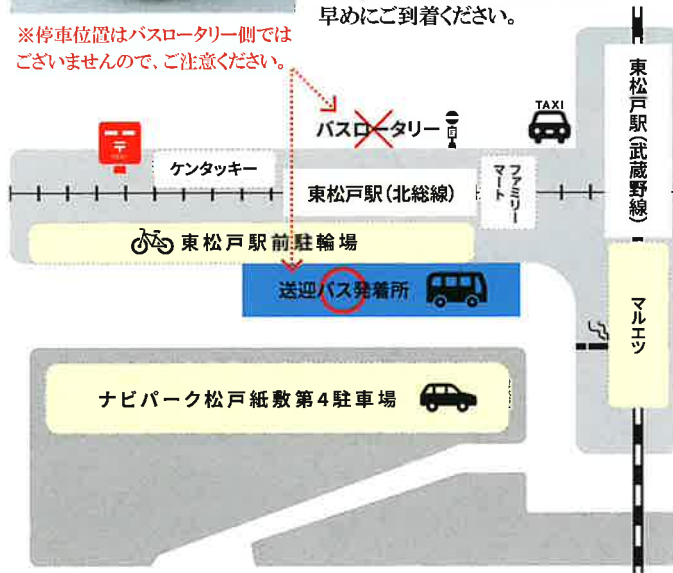 早めにご到着ください。
※停車位置はバスロータリー側では
ございませんので、ご注意ください。
バスロータリー
TAXI
東松戸駅(武蔵野線)
〒
ケンタッキー
東松戸駅(北総線)
ファミリー
マート
東松戸駅前駐輪場
送迎バス発着所
マルエツ
ナビパーク松戸紙敷第4駐車場